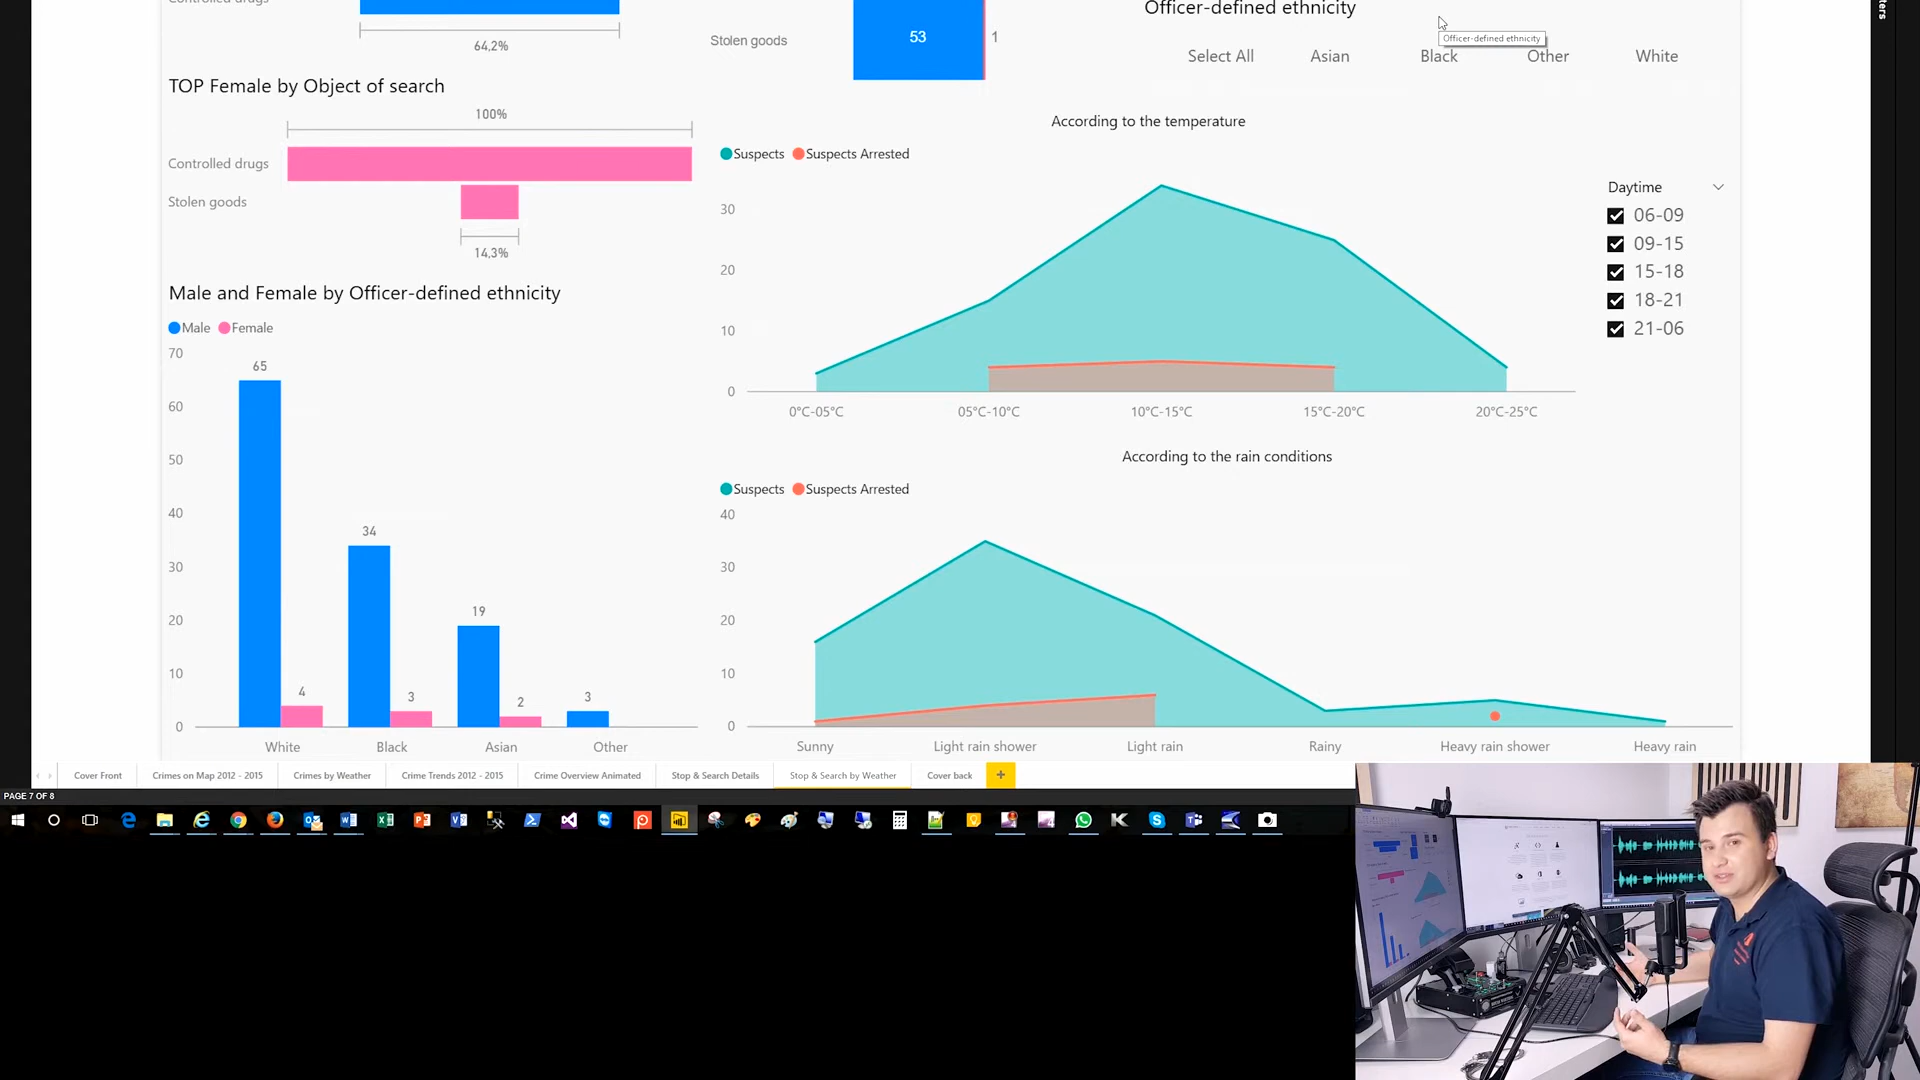 Controlled drugs
64,2%
Stolen goods
53
1
Officer-defined ethnicity
Officer-defined ethnicity
Select All
Asian
Black
Other
White
ters
TOP Female by Object of search
100%
Controlled drugs
Stolen goods
14,3%
According to the temperature
Suspects
Suspects Arrested
30
20
10
0
0°C-05°C
05°C-10°C
10°C-15°C
15°C-20°C
20°C-25°C
Daytime
06-09
09-15
15-18
18-21
21-06
Male and Female by Officer-defined ethnicity
Male
Female
70
60
50
40
30
20
10
0
65
4
34
3
19
2
3
White
Black
Asian
Other
According to the rain conditions
Suspects
Suspects Arrested
40
30
20
10
0
Sunny
Light rain shower
Light rain
Rainy
Heavy rain shower
Heavy rain
Cover Front
Crimes on Map 2012 - 2015
Crimes by Weather
Crime Trends 2012 - 2015
Crime Overview Animated
Stop & Search Details
Stop & Search by Weather
Cover back
+
PAGE 7 OF 8